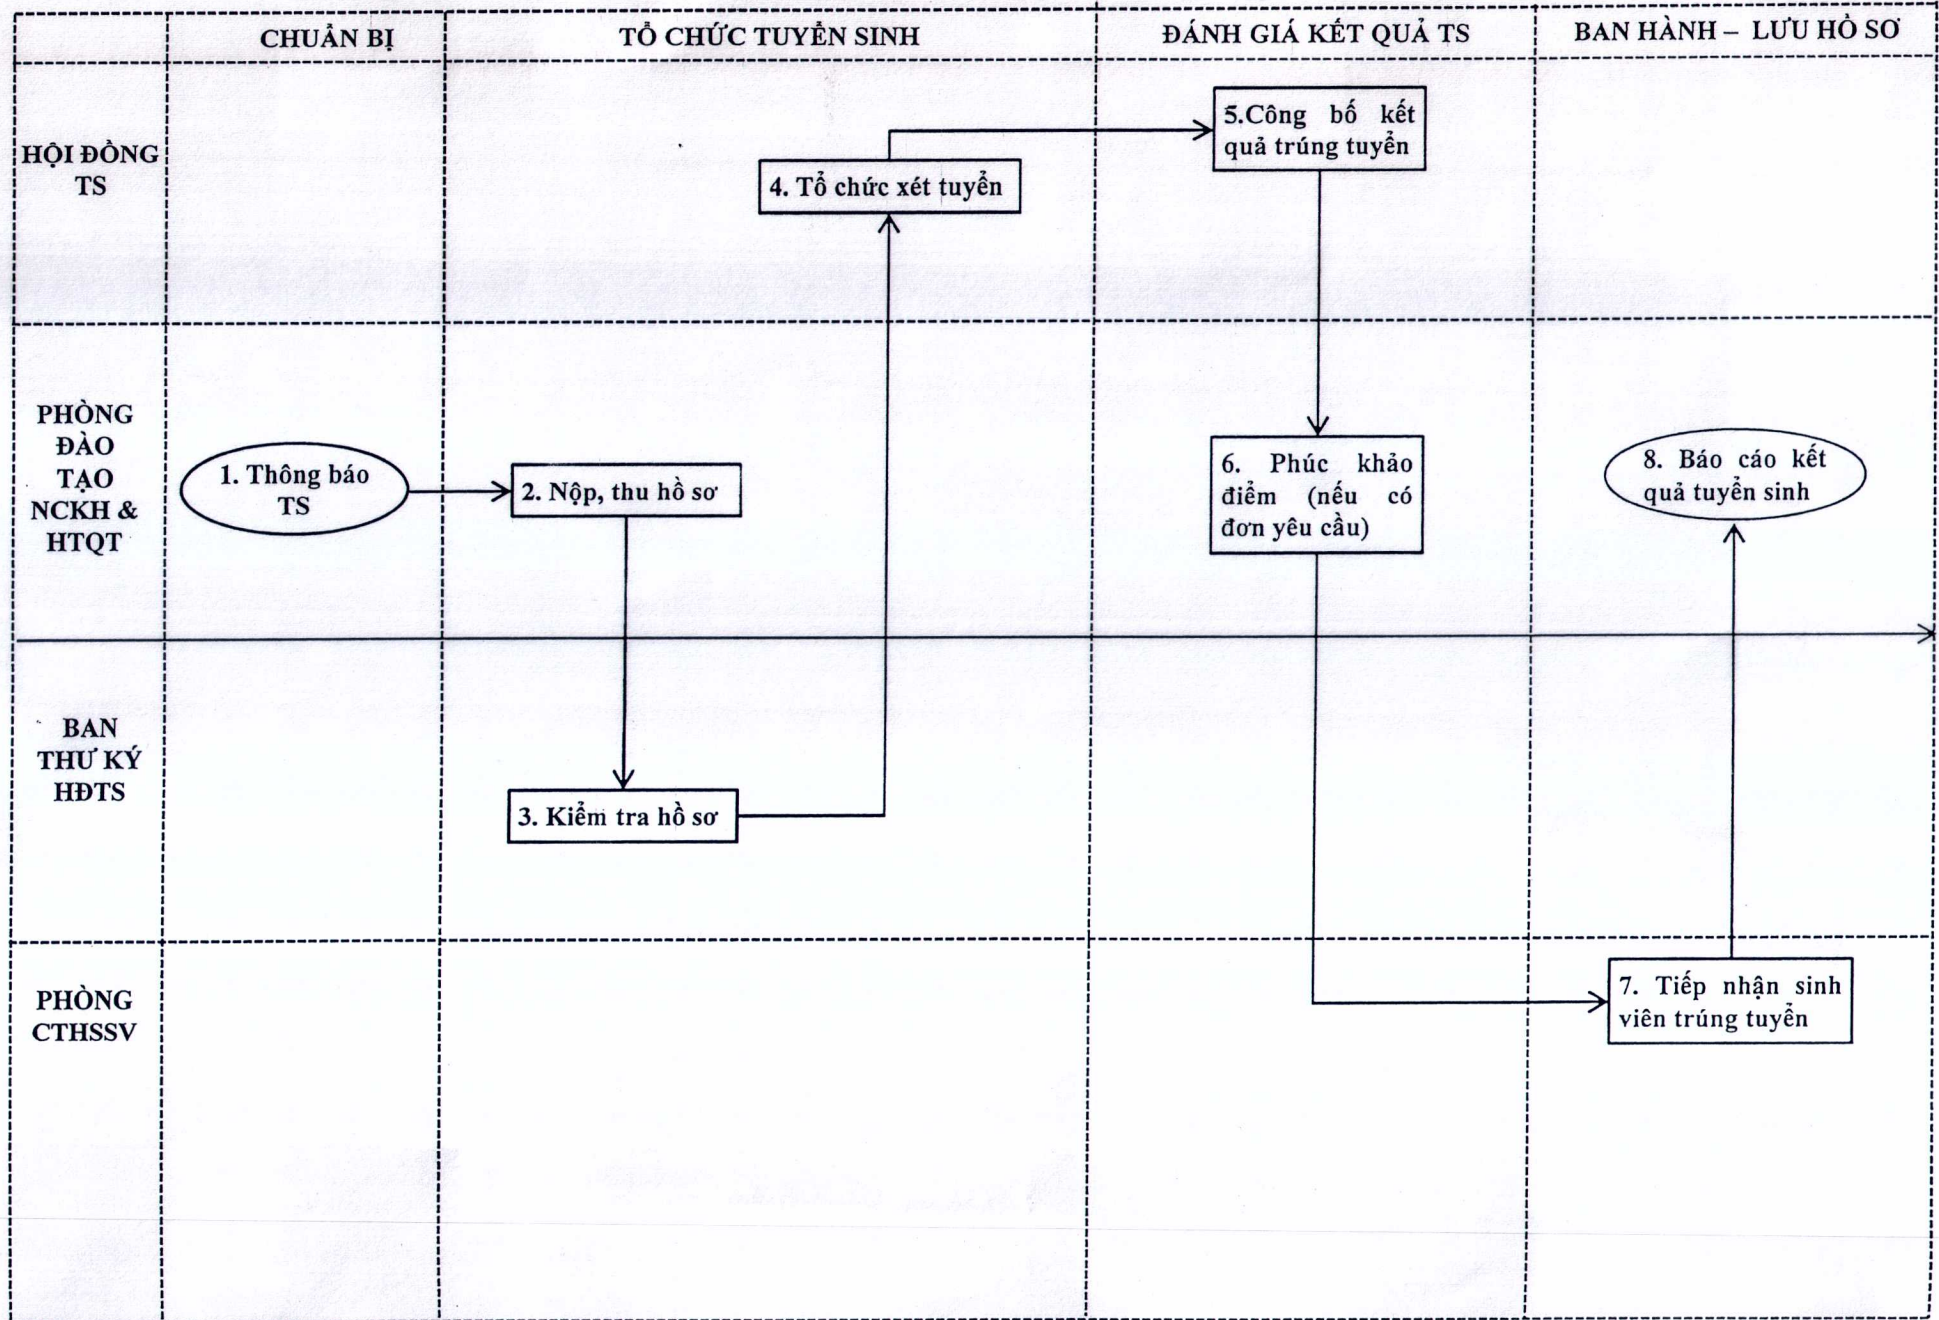 CHUẨN BỊ
TỔ CHỨC TUYỂN SINH
ĐÁNH GIÁ KẾT QUẢ TS
BAN HÀNH – LƯU HỒ SƠ
HỘI ĐỒNG
TS
4. Tổ chức xét tuyển
5.Công bố kết
quả trúng tuyển
PHÒNG
ĐÀO
TẠO
NCKH &
HTQT
1. Thông báo
TS
2. Nộp, thu hồ sơ
6. Phúc khảo
điểm (nếu có
đơn yêu cầu)
8. Báo cáo kết
quả tuyển sinh
BAN
THƯ KÝ
HĐTS
3. Kiểm tra hồ sơ
PHÒNG
CTHSSV
7. Tiếp nhận sinh
viên trúng tuyển